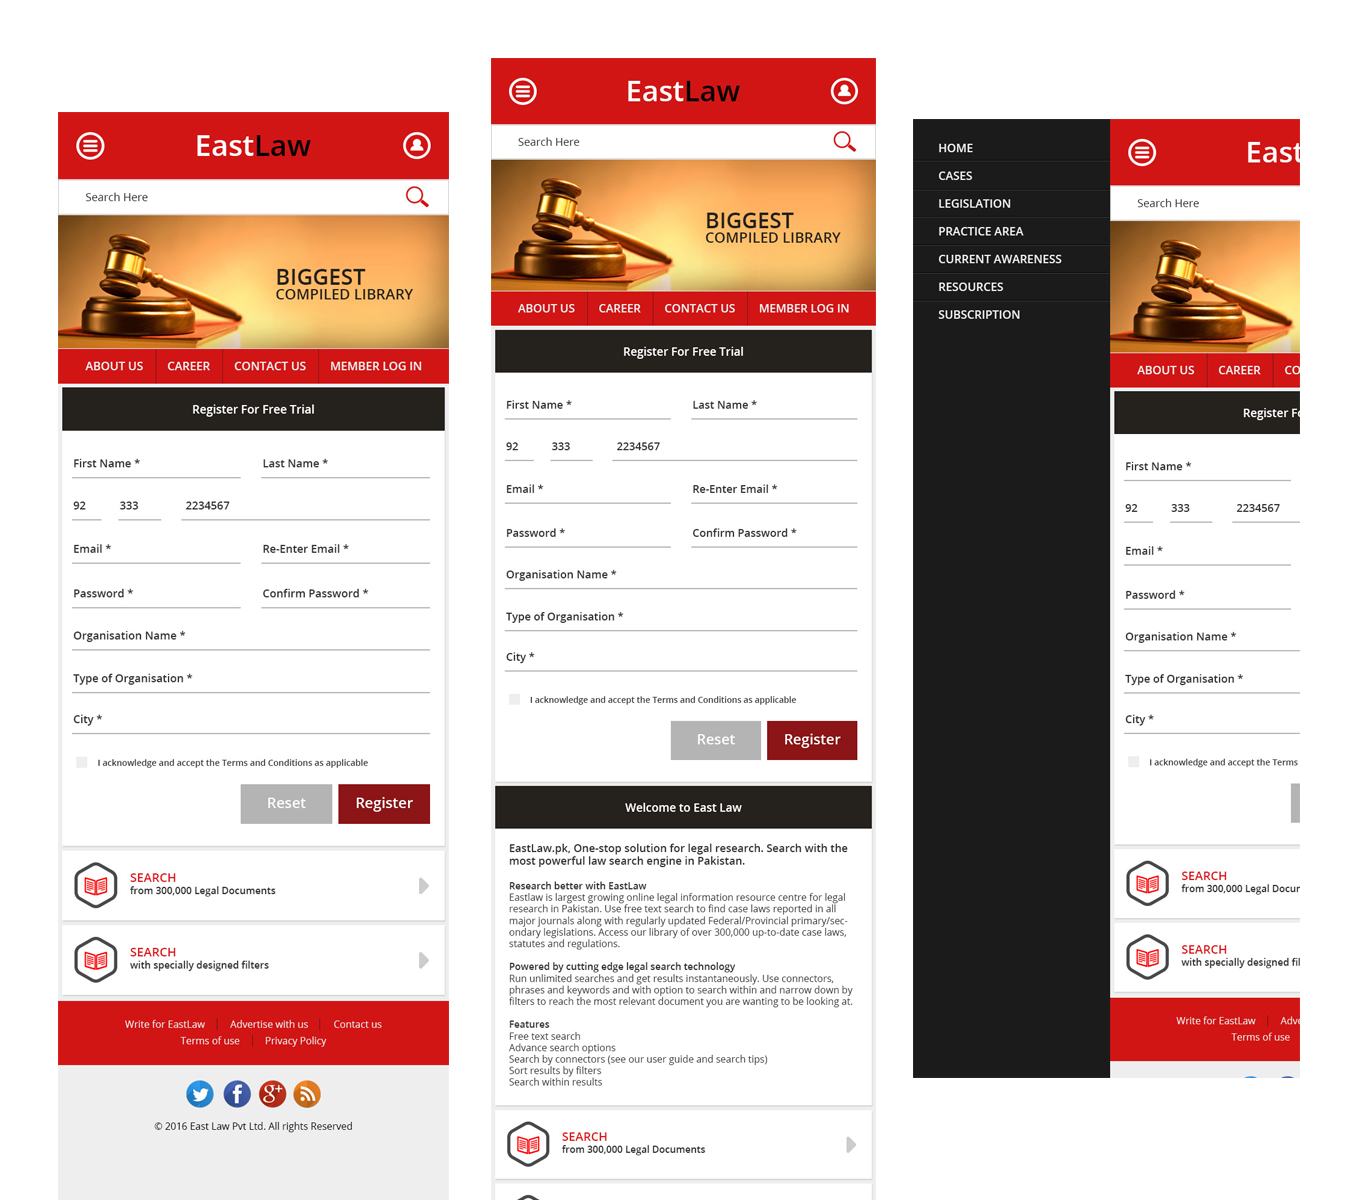 EastLaw
Search Here
BIGGEST
COMPILED LIBRARY
ABOUT US CAREER CONTACT US MEMBER LOG IN
Register For Free Trial
First Name * Last Name *
92 333 2234567
Email * Re-Enter Email *
Password * Confirm Password *
Organisation Name *
Type of Organisation *
City *
I acknowledge and accept the Terms and Conditions as applicable
Reset Register
SEARCH
from 300,000 Legal Documents
SEARCH
with specially designed filters
Write for EastLaw Advertise with us Contact us
Terms of use Privacy Policy
© 2016 East Law Pvt Ltd. All rights Reserved
EastLaw
Search Here
BIGGEST
COMPILED LIBRARY
ABOUT US CAREER CONTACT US MEMBER LOG IN
Register For Free Trial
First Name * Last Name *
92 333 2234567
Email * Re-Enter Email *
Password * Confirm Password *
Organisation Name *
Type of Organisation *
City *
I acknowledge and accept the Terms and Conditions as applicable
Reset Register
Welcome to East Law
EastLaw.pk, One-stop solution for legal research. Search with the
most powerful law search engine in Pakistan.
Research better with EastLaw
Eastlaw is largest growing online legal information resource centre for legal
research in Pakistan. Use free text search to find case laws reported in all
major journals along with regularly updated Federal/Provincial primary/sec-
ondary legislations. Access our library of over 300,000 up-to-date case laws,
statutes and regulations.
Powered by cutting edge legal search technology
Run unlimited searches and get results instantaneously. Use connectors,
phrases and keywords and with option to search within and narrow down by
filters to reach the most relevant document you are wanting to be looking at.
Features
Free text search
Advance search options
Search by connectors (see our user guide and search tips)
Sort results by filters
Search within results
SEARCH
from 300,000 Legal Documents
HOME
CASES
LEGISLATION
PRACTICE AREA
CURRENT AWARENESS
RESOURCES
SUBSCRIPTION
East
Search Here
ABOUT US CAREER CO
Register Fo
First Name *
92 333 2234567
Email *
Password *
Organisation Name *
Type of Organisation *
City *
I acknowledge and accept the Terms
SEARCH
from 300,000 Legal Docur
SEARCH
with specially designed fil
Write for EastLaw Adve
Terms of use